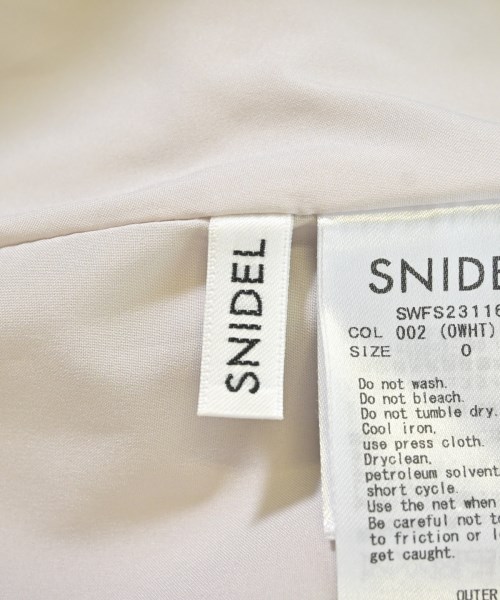 SNIDEL
SNIDE
SWFS23116
COL 002 (OWHT)
SIZE 0
Do not wash.
Do not bleach.
Do not tumble dry.
Cool iron,
use press cloth.
Dryclean,
petroleum solvent
short cycle.
Use the net when
Be careful not to
to friction or
get caught.
OUTER